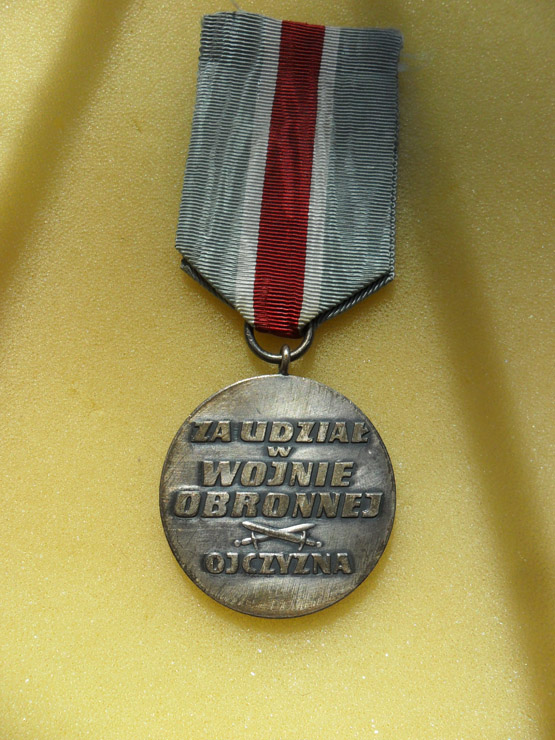 ZA UDZIAŁ
W
WOJNIE
OBRONNEJ
OJCZYZNA